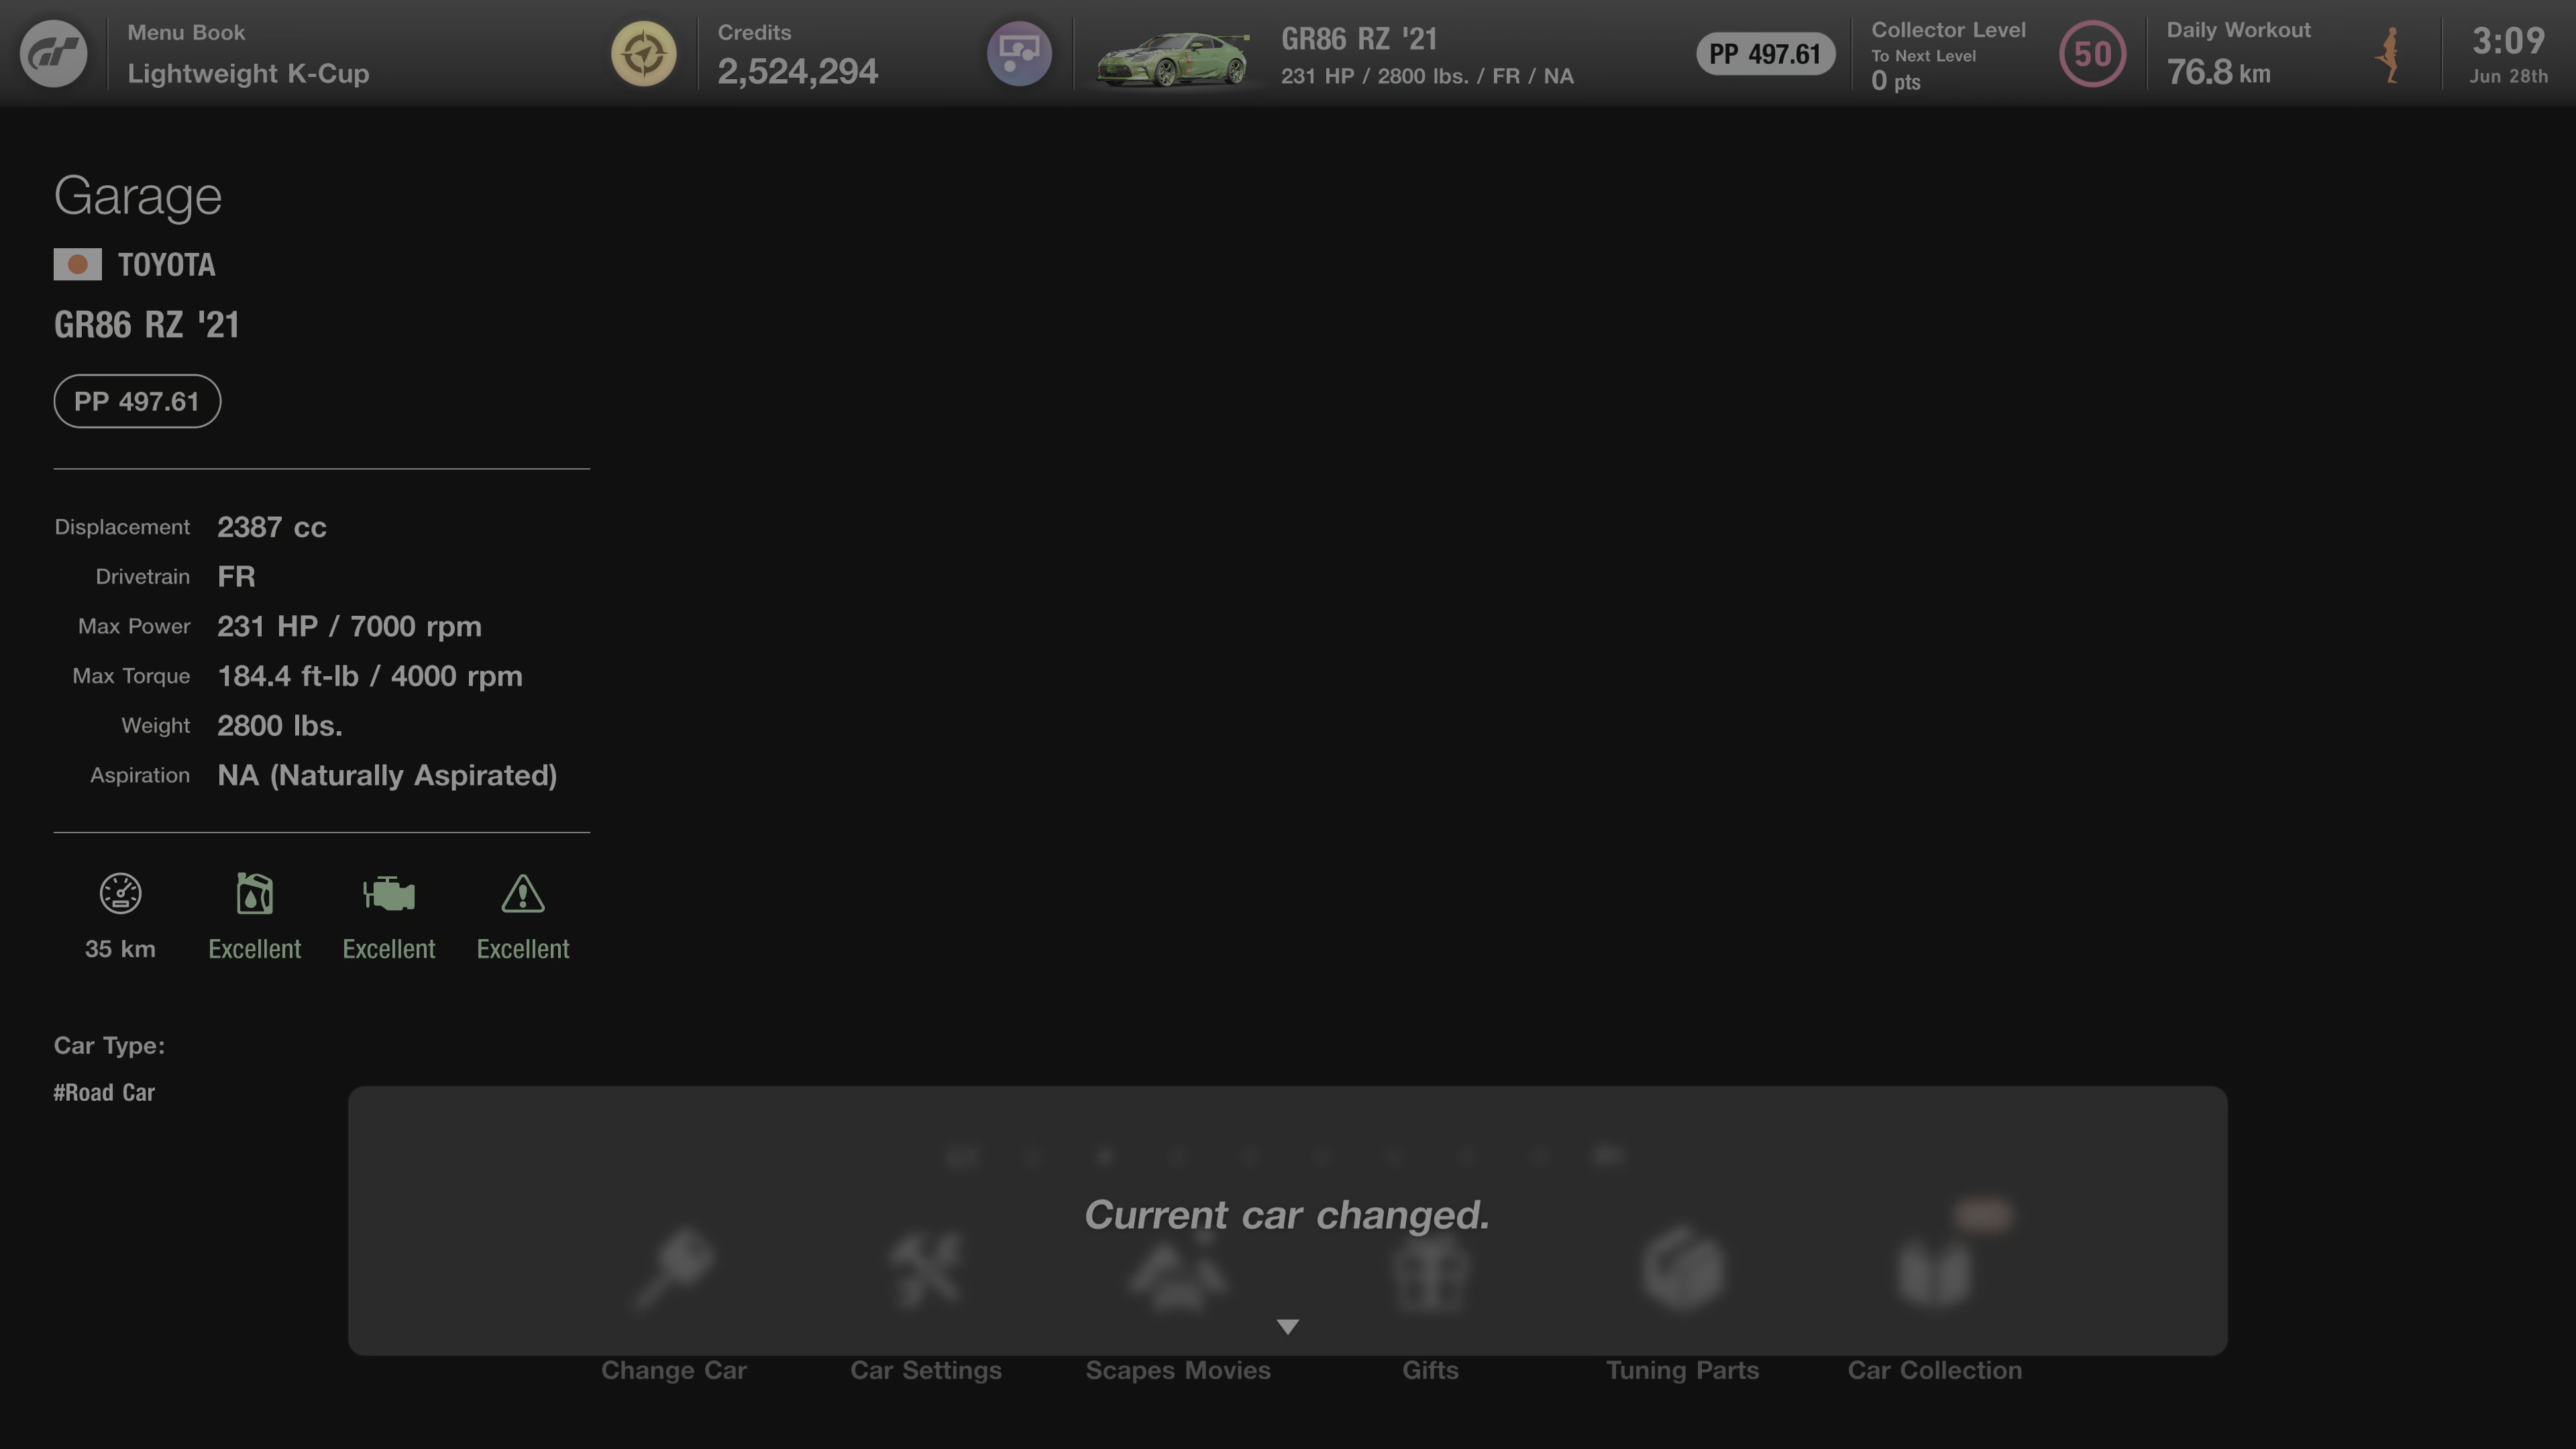 Menu Book
Lightweight K-Cup
Credits
2,524,294
GR86 RZ '21
231 HP / 2800 lbs. / FR / NA
PP 497.61
Collector Level
To Next Level
0 pts
50
Daily Workout
76.8 km
3:09
Jun 28th
Garage
TOYOTA
GR86 RZ '21
PP 497.61
Displacement 2387 cc
Drivetrain FR
Max Power 231 HP / 7000 rpm
Max Torque 184.4 ft-lb / 4000 rpm
Weight 2800 lbs.
Aspiration NA (Naturally Aspirated)
35 km Excellent Excellent Excellent
Car Type:
#Road Car
Current car changed.
Change Car Car Settings Scapes Movies Gifts Tuning Parts Car Collection